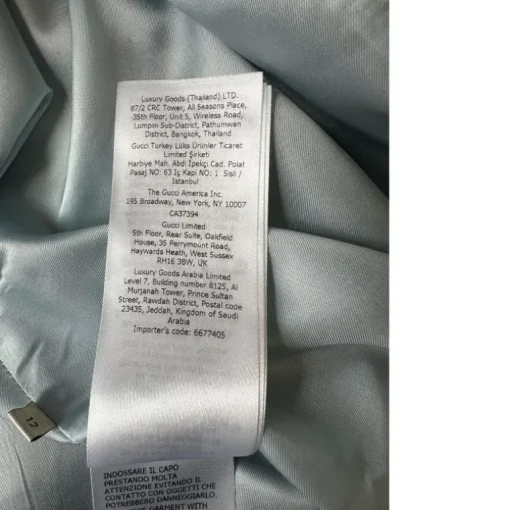 Luxury Goods (Thailand) LTD.
87/2 CRC Tower, All Seasons Place,
35th Floor, Unit 5, Wireless Road,
Lumpini Sub-District, Pathumwan
District, Bangkok, Thailand
Gucci Turkey Lüks Ürünler Ticaret
Limited Şirketi
Harbiye Mah. Abdi İpekçi Cad. Polat
Pasaj NO: 63 İç Kapi NO: 1 Sisli /
Istanbul
The Gucci America Inc.
195 Broadway, New York, NY 10007
CA37394
Gucci Limited
5th Floor, Rear Suite, Oakfield
House, 35 Perrymount Road,
Haywards Heath, West Sussex
RH16 3BW, UK
Luxury Goods Arabia Limited
Level 7, Building number 8125, Al
Murjanah Tower, Prince Sultan
Street, Rawdah District, Postal code
23435, Jeddah, Kingdom of Saudi
Arabia
Importer's code: 6677405
12
INDOSSARE IL CAPO
PRESTANDO MOLTA
ATTENZIONE EVITANDO IL
CONTATTO CON OGGETTI CHE
POTREBBERO DANNEGGIARLO.
GARMENT WITH